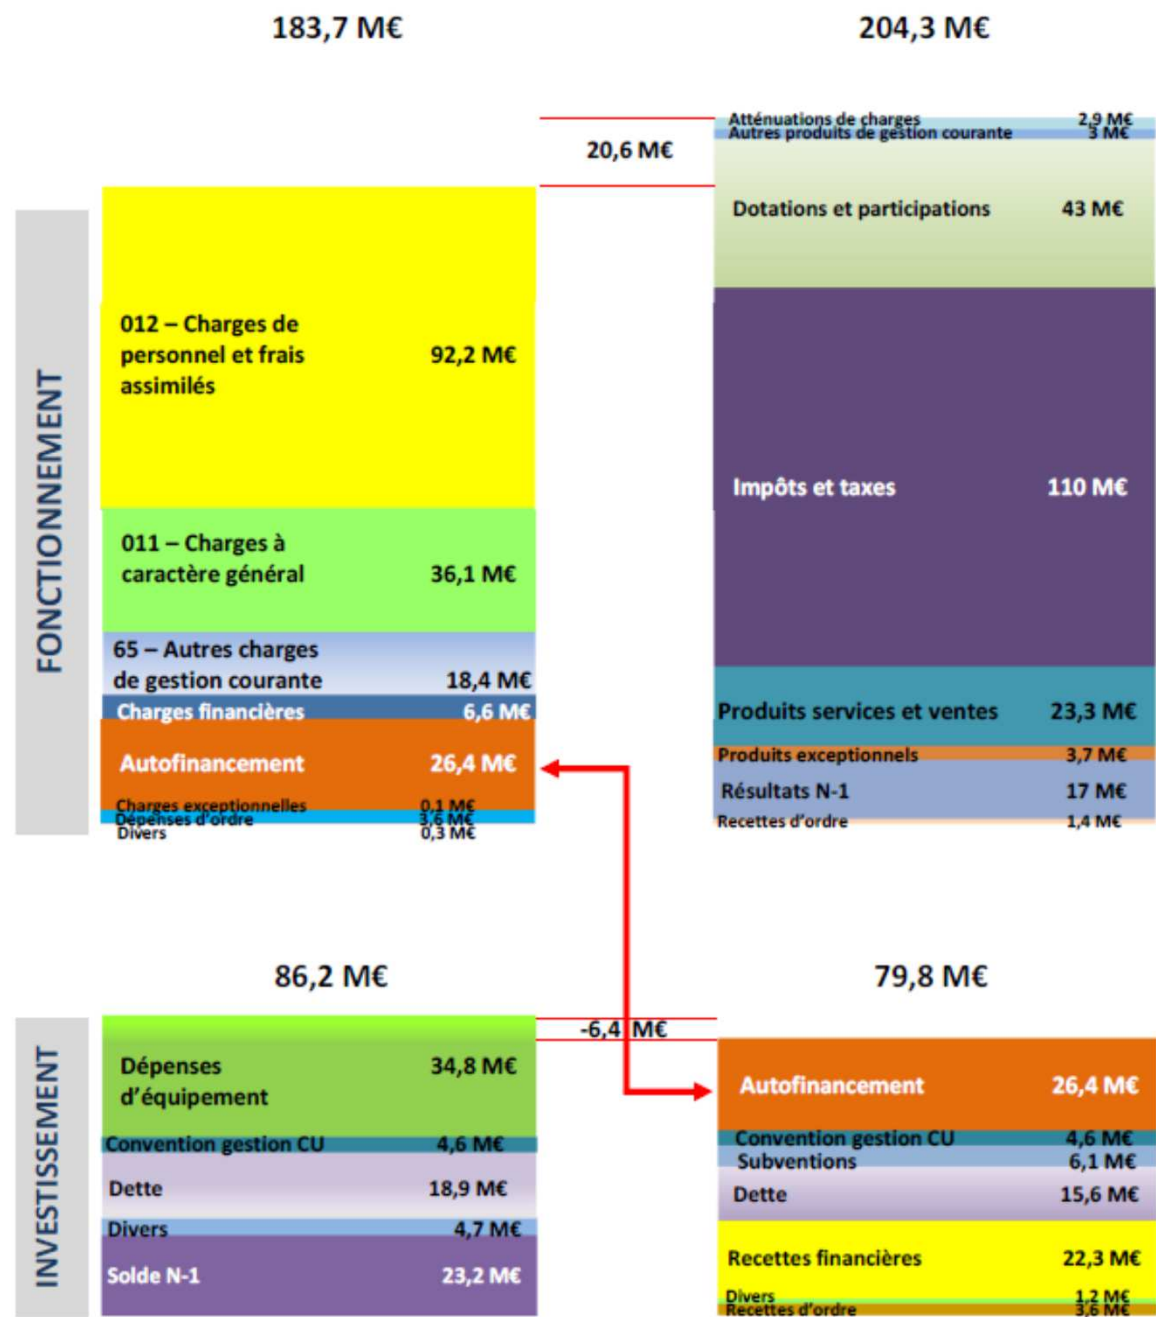 183,7 M€
204,3 M€
20,6 M€
FONCTIONNEMENT
012 – Charges de
personnel et frais 92,2 M€
assimilés
011 – Charges à
caractère général 36,1 M€
65 – Autres charges
de gestion courante 18,4 M€
Charges financières 6,6 M€
Autofinancement 26,4 M€
Charges exceptionnelles 0,1 M€
Dépenses d'ordre 3,6 M€
Divers 0,3 M€
Atténuations de charges 2,9 M€
Autres produits de gestion courante 3 M€
Dotations et participations 43 M€
Impôts et taxes 110 M€
Produits services et ventes 23,3 M€
Produits exceptionnels 3,7 M€
Résultats N-1 17 M€
Recettes d'ordre 1,4 M€
86,2 M€
79,8 M€
-6,4 M€
INVESTISSEMENT
Dépenses 34,8 M€
d'équipement
Convention gestion CU 4,6 M€
Dette 18,9 M€
Divers 4,7 M€
Solde N-1 23,2 M€
Autofinancement 26,4 M€
Convention gestion CU 4,6 M€
Subventions 6,1 M€
Dette 15,6 M€
Recettes financières 22,3 M€
Divers 1,2 M€
Recettes d'ordre 3,6 M€